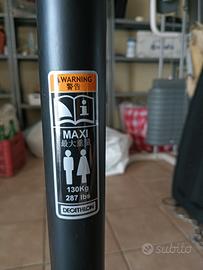 WARNING
警告
MAXI
最大重量
130Kg
287 lbs
DECATHLON
subito